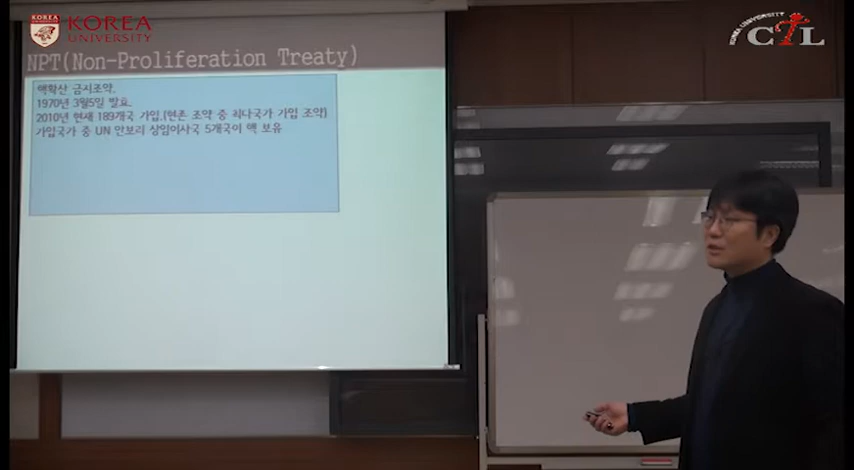 KOREA
UNIVERSITY
KOREA UNIVERSITY
CTL
NPT(Non-Proliferation Treaty)
핵확산 금지조약.
1970년 3월5일 발효.
2010년 현재 189개국 가입.(현존 조약 중 최다국가 가입 조약)
가입국가 중 UN 안보리 상임이사국 5개국이 핵 보유